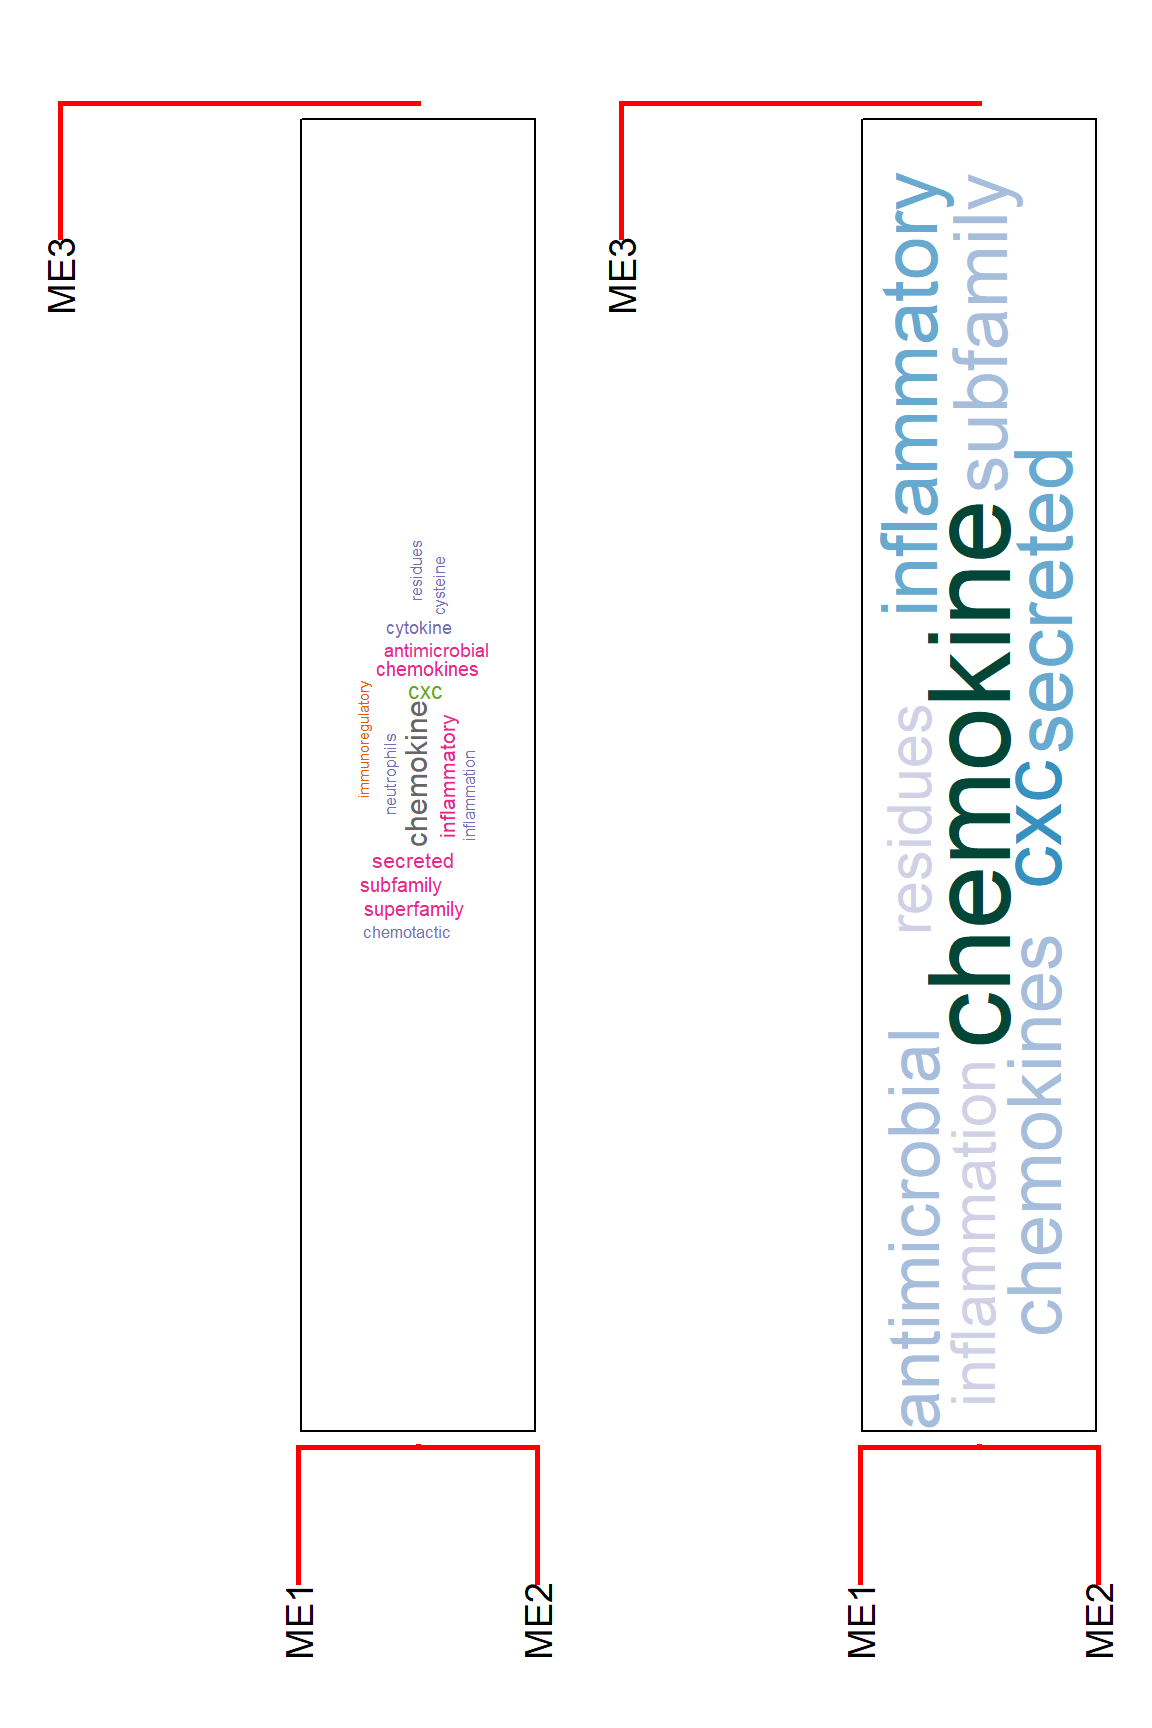 ME3
residues
cysteine
cytokine
antimicrobial
chemokines
cxc
immunoregulatory
neutrophils
chemokine
inflammatory
inflammation
secreted
subfamily
superfamily
chemotactic
ME1
ME2
ME3
inflammatory
subfamily
secreted
chemokine
residues
cxc
chemokines
antimicrobial
inflammation
ME1
ME2